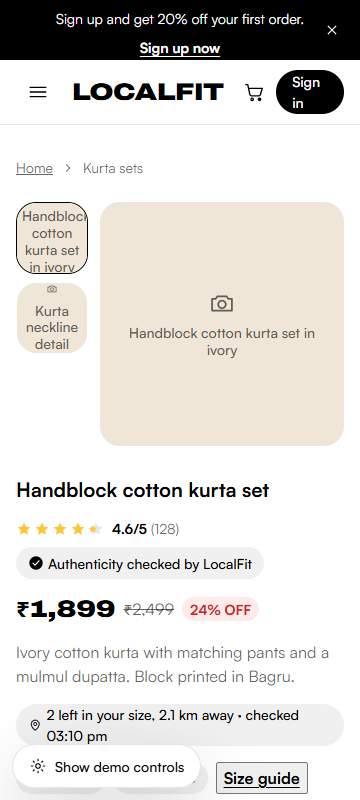 Sign up and get 20% off your first order.
Sign up now
LOCALFIT
Sign
in
Home
Kurta sets
Handblock
cotton
kurta set
in ivory
Kurta
neckline
detail
Handblock cotton kurta set in
ivory
Handblock cotton kurta set
4.6/5 (128)
Authenticity checked by LocalFit
₹1,899 ₹2,499 24% OFF
Ivory cotton kurta with matching pants and a
mulmul dupatta. Block printed in Bagru.
2 left in your size, 2.1 km away · checked
03:10 pm
Show demo controls
Size guide